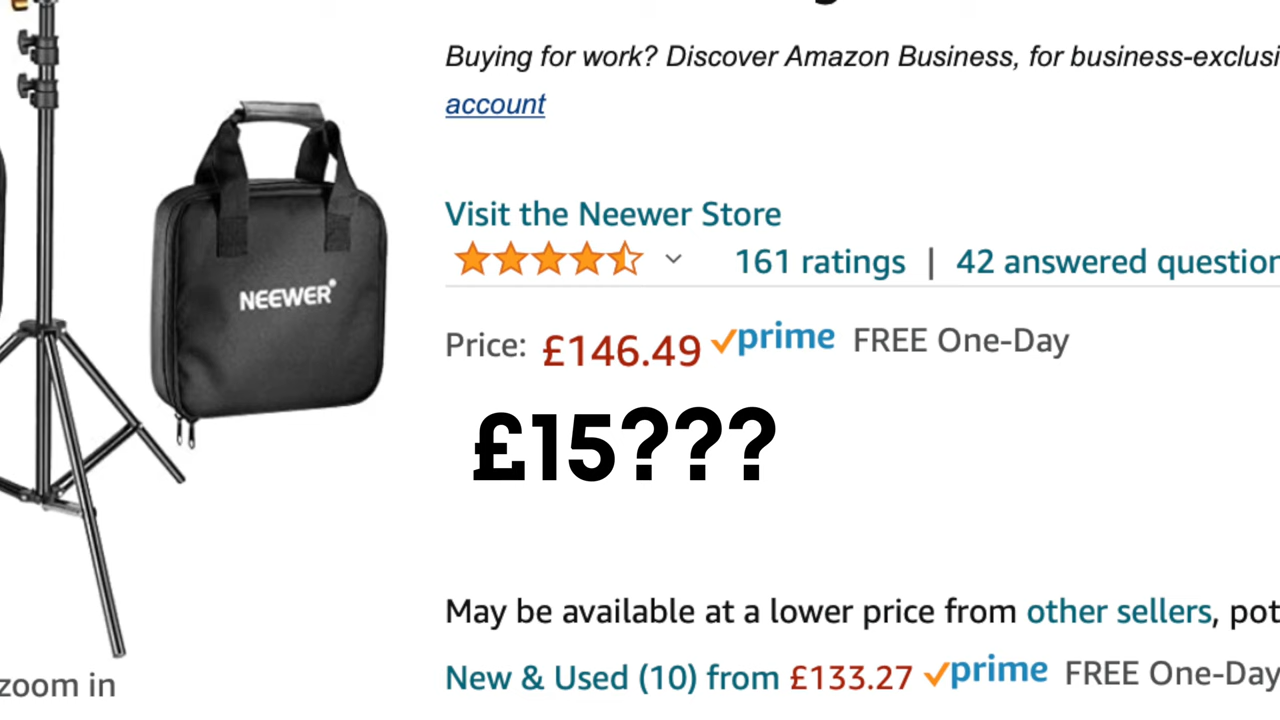 Buying for work? Discover Amazon Business, for business-exclusi
account
NEEWER®
Visit the Neewer Store
161 ratings | 42 answered question
Price: £146.49 prime FREE One-Day
£15???
May be available at a lower price from other sellers, pot
New & Used (10) from £133.27 prime FREE One-Day
zoom in